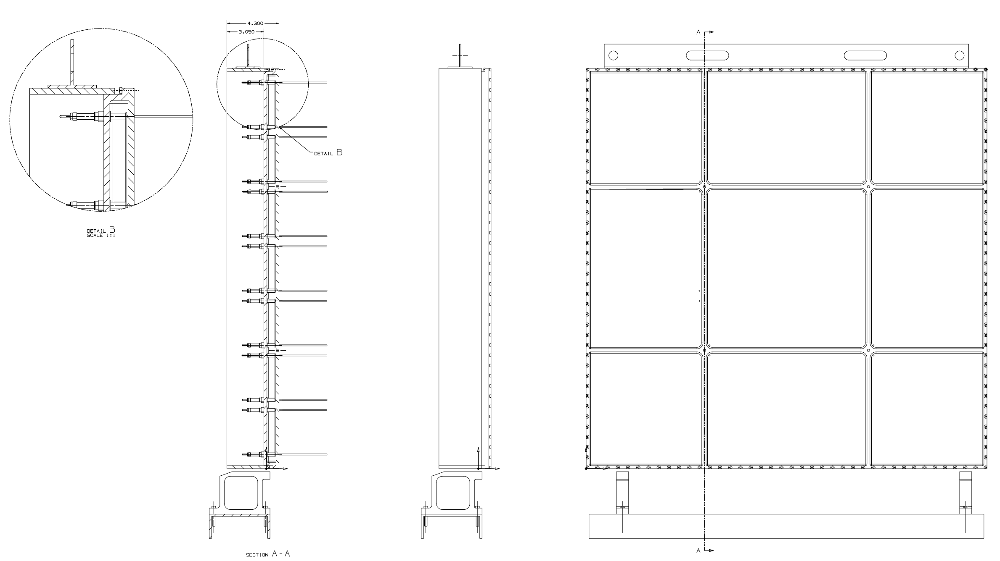 4.300
3.050
A
DETAIL B
DETAIL B
SCALE 1:1
A
SECTION A-A